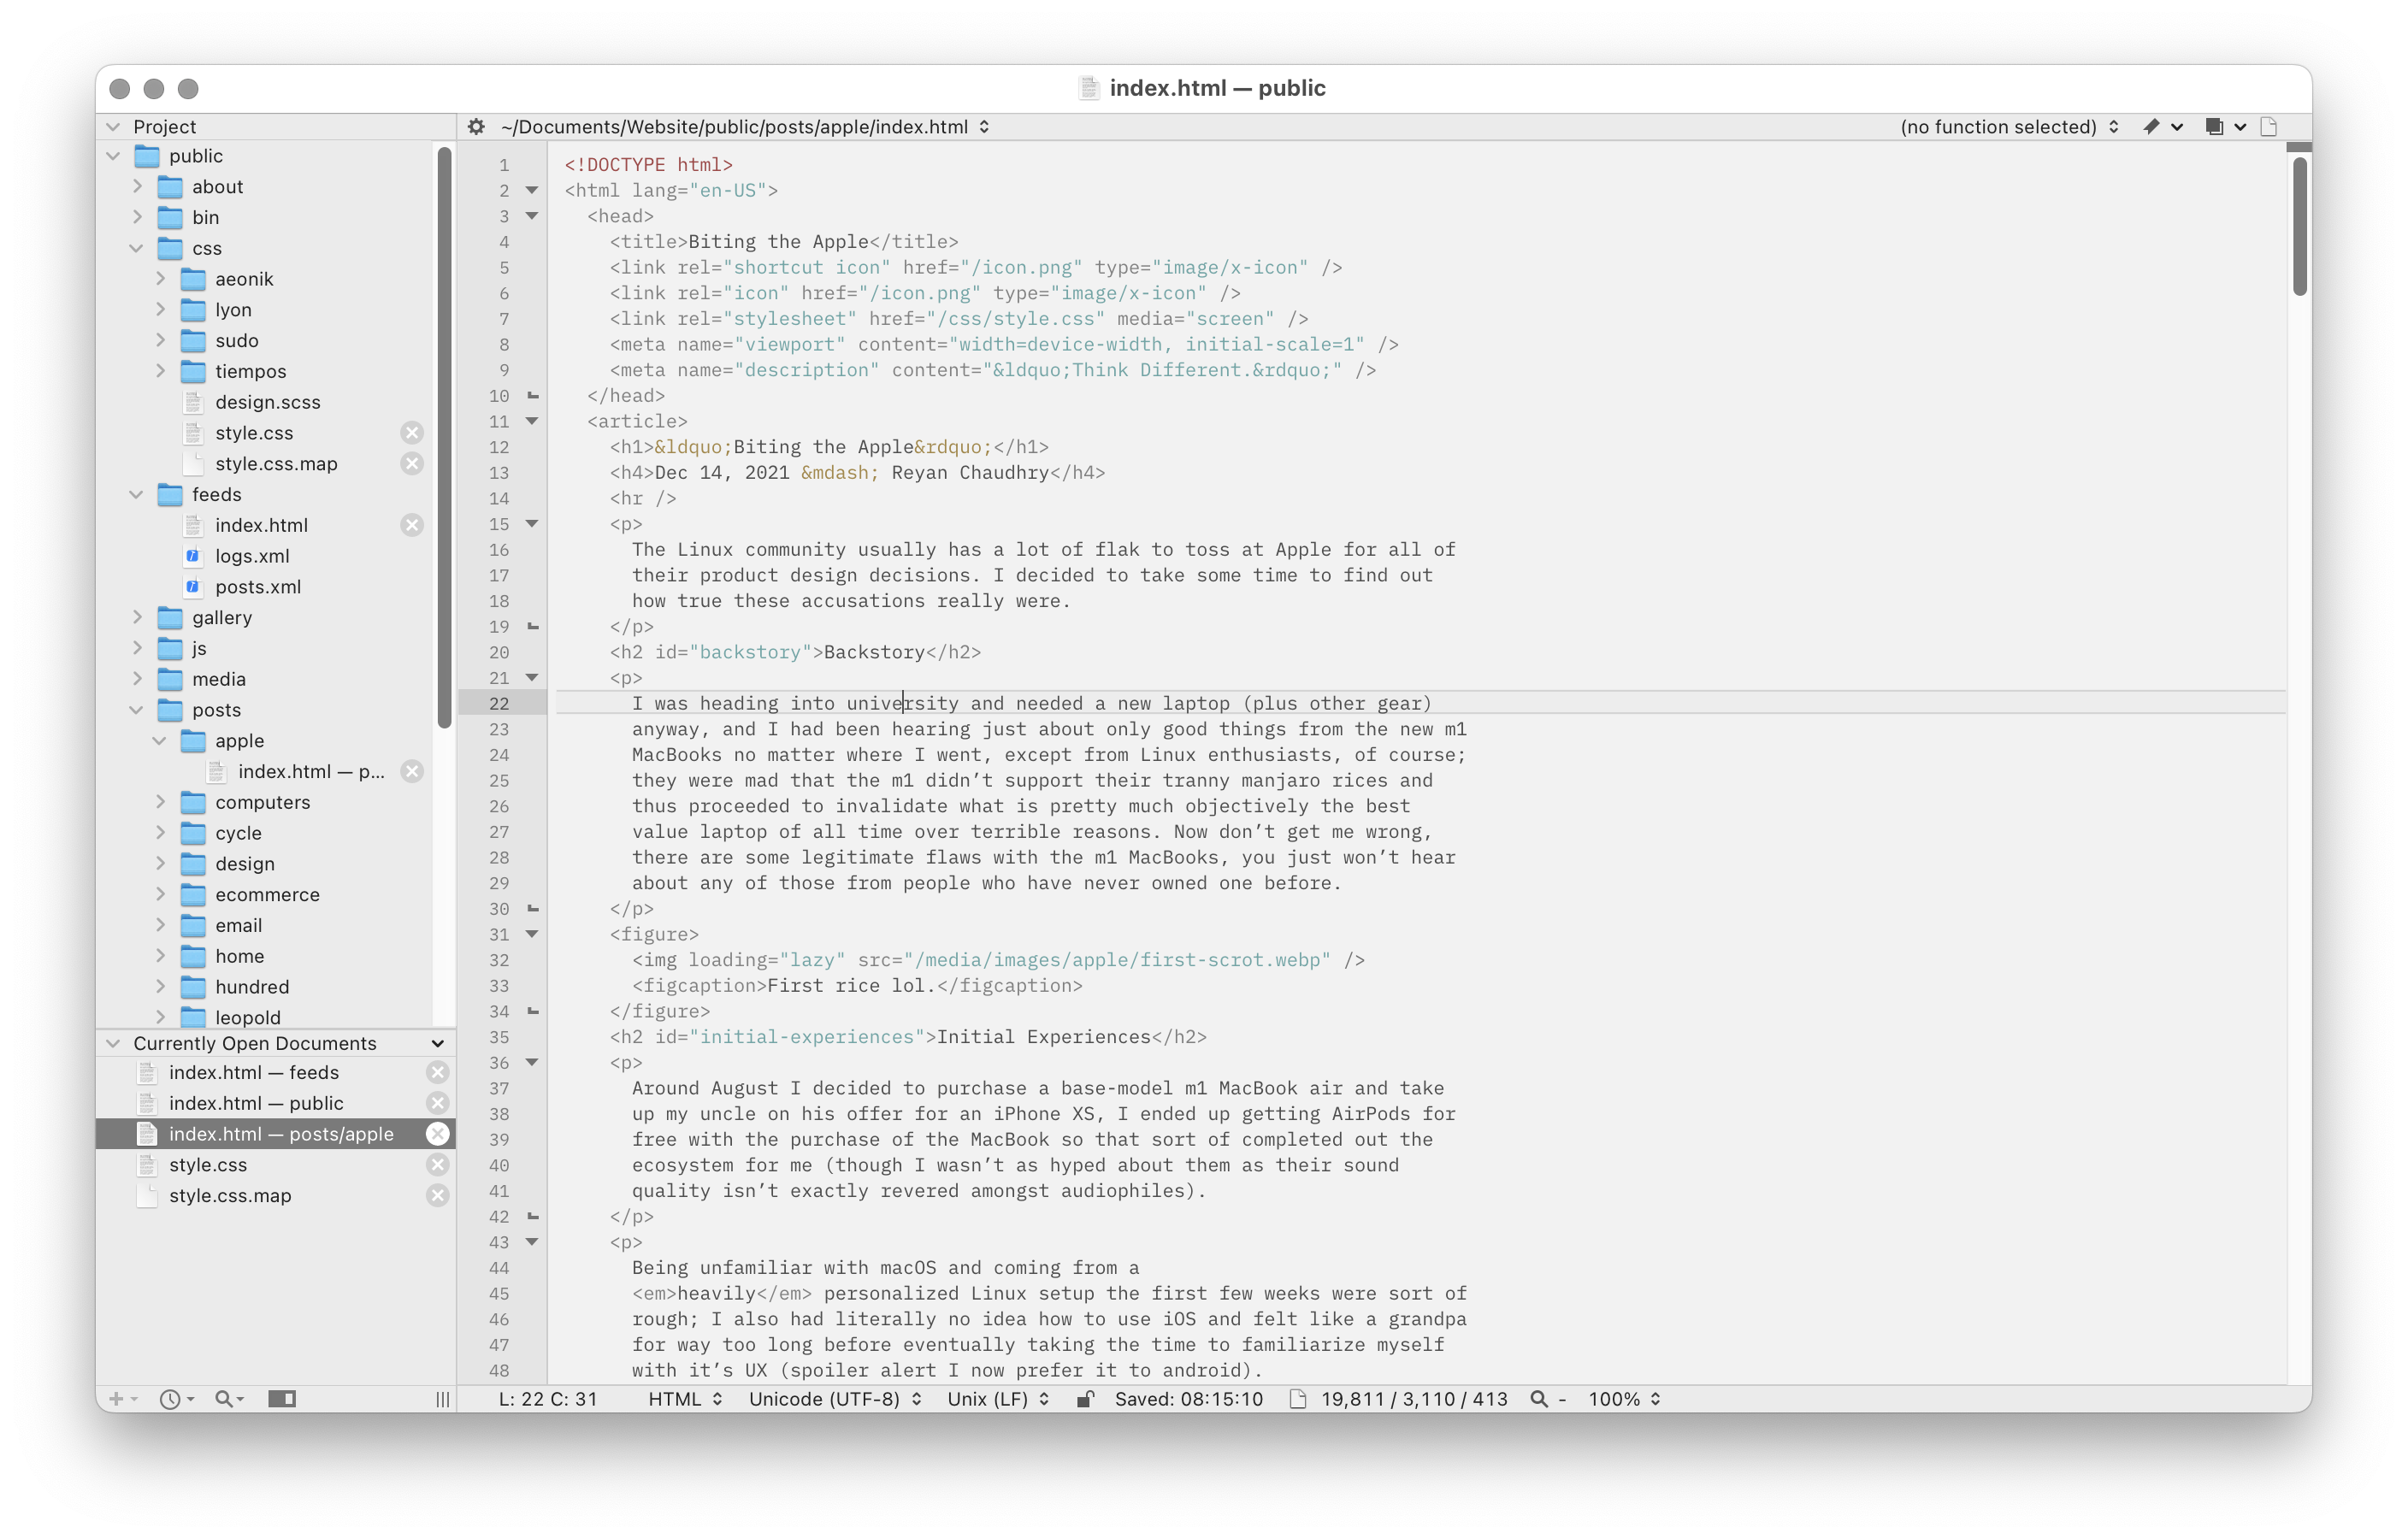 index.html — public
Project
public
about
bin
css
aeonik
lyon
sudo
tiempos
design.scss
style.css
style.css.map
feeds
index.html
logs.xml
posts.xml
gallery
js
media
posts
apple
index.html — p...
computers
cycle
design
ecommerce
email
home
hundred
leopold
Currently Open Documents
index.html — feeds
index.html — public
index.html — posts/apple
style.css
style.css.map
~/Documents/Website/public/posts/apple/index.html
(no function selected)
1 <!DOCTYPE html>
2 <html lang="en-US">
3 <head>
4 <title>Biting the Apple</title>
5 <link rel="shortcut icon" href="/icon.png" type="image/x-icon" />
6 <link rel="icon" href="/icon.png" type="image/x-icon" />
7 <link rel="stylesheet" href="/css/style.css" media="screen" />
8 <meta name="viewport" content="width=device-width, initial-scale=1" />
9 <meta name="description" content="&ldquo;Think Different.&rdquo;" />
10 </head>
11 <article>
12 <h1>&ldquo;Biting the Apple&rdquo;</h1>
13 <h4>Dec 14, 2021 &mdash; Reyan Chaudhry</h4>
14 <hr />
15 <p>
16 The Linux community usually has a lot of flak to toss at Apple for all of
17 their product design decisions. I decided to take some time to find out
18 how true these accusations really were.
19 </p>
20 <h2 id="backstory">Backstory</h2>
21 <p>
22 I was heading into university and needed a new laptop (plus other gear)
23 anyway, and I had been hearing just about only good things from the new m1
24 MacBooks no matter where I went, except from Linux enthusiasts, of course;
25 they were mad that the m1 didn’t support their tranny manjaro rices and
26 thus proceeded to invalidate what is pretty much objectively the best
27 value laptop of all time over terrible reasons. Now don’t get me wrong,
28 there are some legitimate flaws with the m1 MacBooks, you just won’t hear
29 about any of those from people who have never owned one before.
30 </p>
31 <figure>
32 <img loading="lazy" src="/media/images/apple/first-scrot.webp" />
33 <figcaption>First rice lol.</figcaption>
34 </figure>
35 <h2 id="initial-experiences">Initial Experiences</h2>
36 <p>
37 Around August I decided to purchase a base-model m1 MacBook air and take
38 up my uncle on his offer for an iPhone XS, I ended up getting AirPods for
39 free with the purchase of the MacBook so that sort of completed out the
40 ecosystem for me (though I wasn’t as hyped about them as their sound
41 quality isn’t exactly revered amongst audiophiles).
42 </p>
43 <p>
44 Being unfamiliar with macOS and coming from a
45 <em>heavily</em> personalized Linux setup the first few weeks were sort of
46 rough; I also had literally no idea how to use iOS and felt like a grandpa
47 for way too long before eventually taking the time to familiarize myself
48 with it’s UX (spoiler alert I now prefer it to android).
L: 22 C: 31 HTML Unicode (UTF-8) Unix (LF) Saved: 08:15:10 19,811 / 3,110 / 413 - 100%